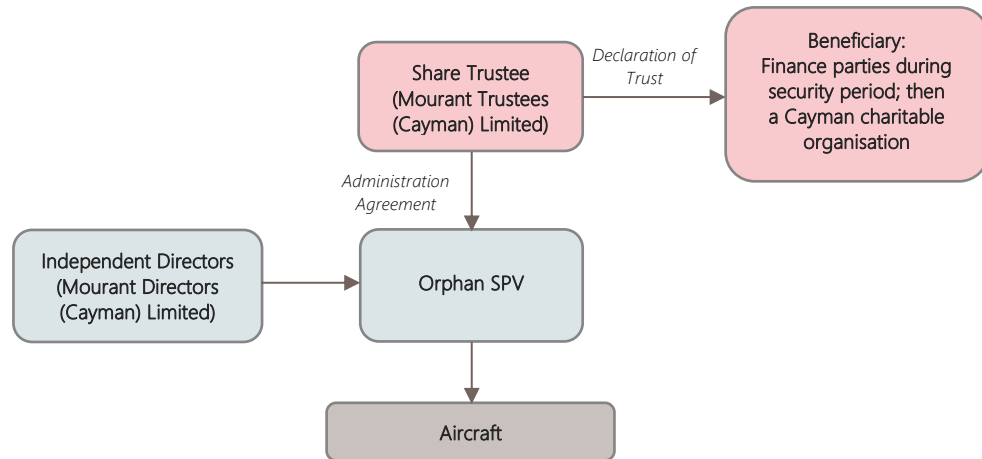 Share Trustee
(Mourant Trustees
(Cayman) Limited)
Declaration of
Trust
Beneficiary:
Finance parties during
security period; then
a Cayman charitable
organisation
Administration
Agreement
Independent Directors
(Mourant Directors
(Cayman) Limited)
Orphan SPV
Aircraft